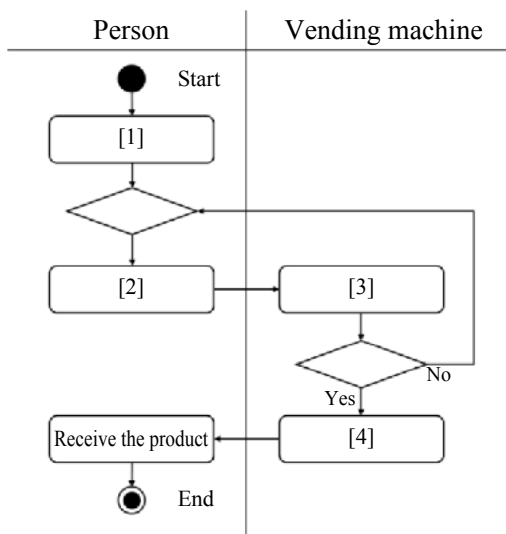 Person
Vending machine
Start
[1]
[2]
[3]
No
Yes
Receive the product
[4]
End